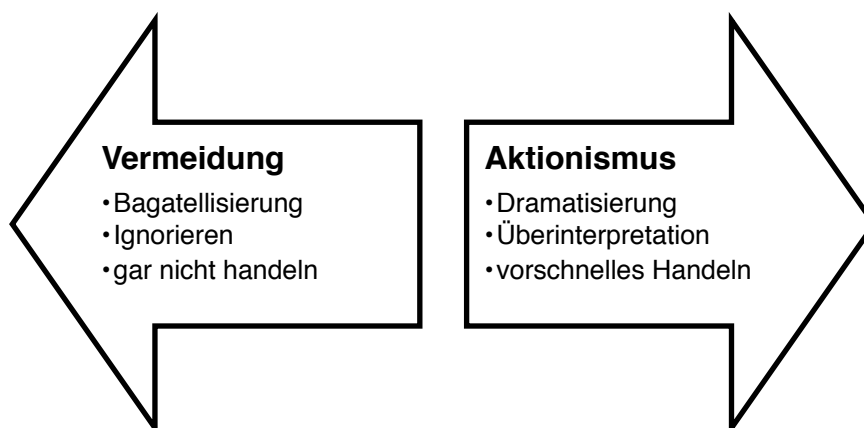 Vermeidung
•Bagatellisierung
•Ignorieren
•gar nicht handeln
Aktionismus
•Dramatisierung
•Überinterpretation
•vorschnelles Handeln